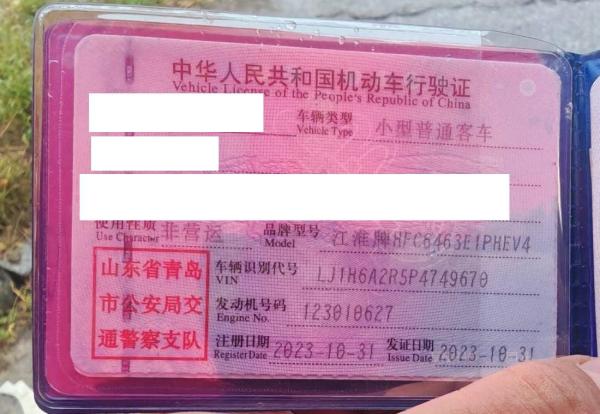 中华人民共和国机动车行驶证
Vehicle License of the People's Republic of China
车辆类型 小型普通客车
Vehicle Type
使用性质 非营运 品牌型号 江淮牌HFC6463E1PHEV4
Use Character Model
山东省青岛
市公安局交
通警察支队
车辆识别代号 LJ1H6A2R5P4749670
VIN
发动机号码 123010627
Engine No.
注册日期 2023-10-31 发证日期 2023-10-31
Register Date Issue Date